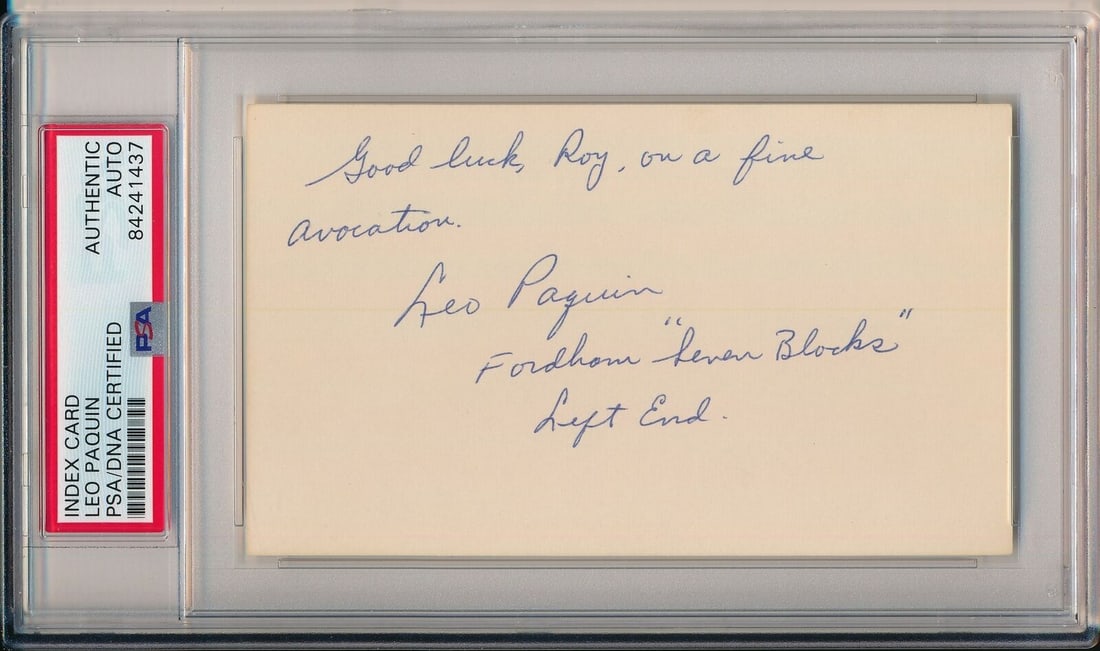 INDEX CARD
LEO PAQUIN
PSA/DNA CERTIFIED
AUTHENTIC
AUTO
84241437
PSA
Good luck, Roy, on a fine
avocation.
Leo Paquin
Fordham "Seven Blocks"
Left End.